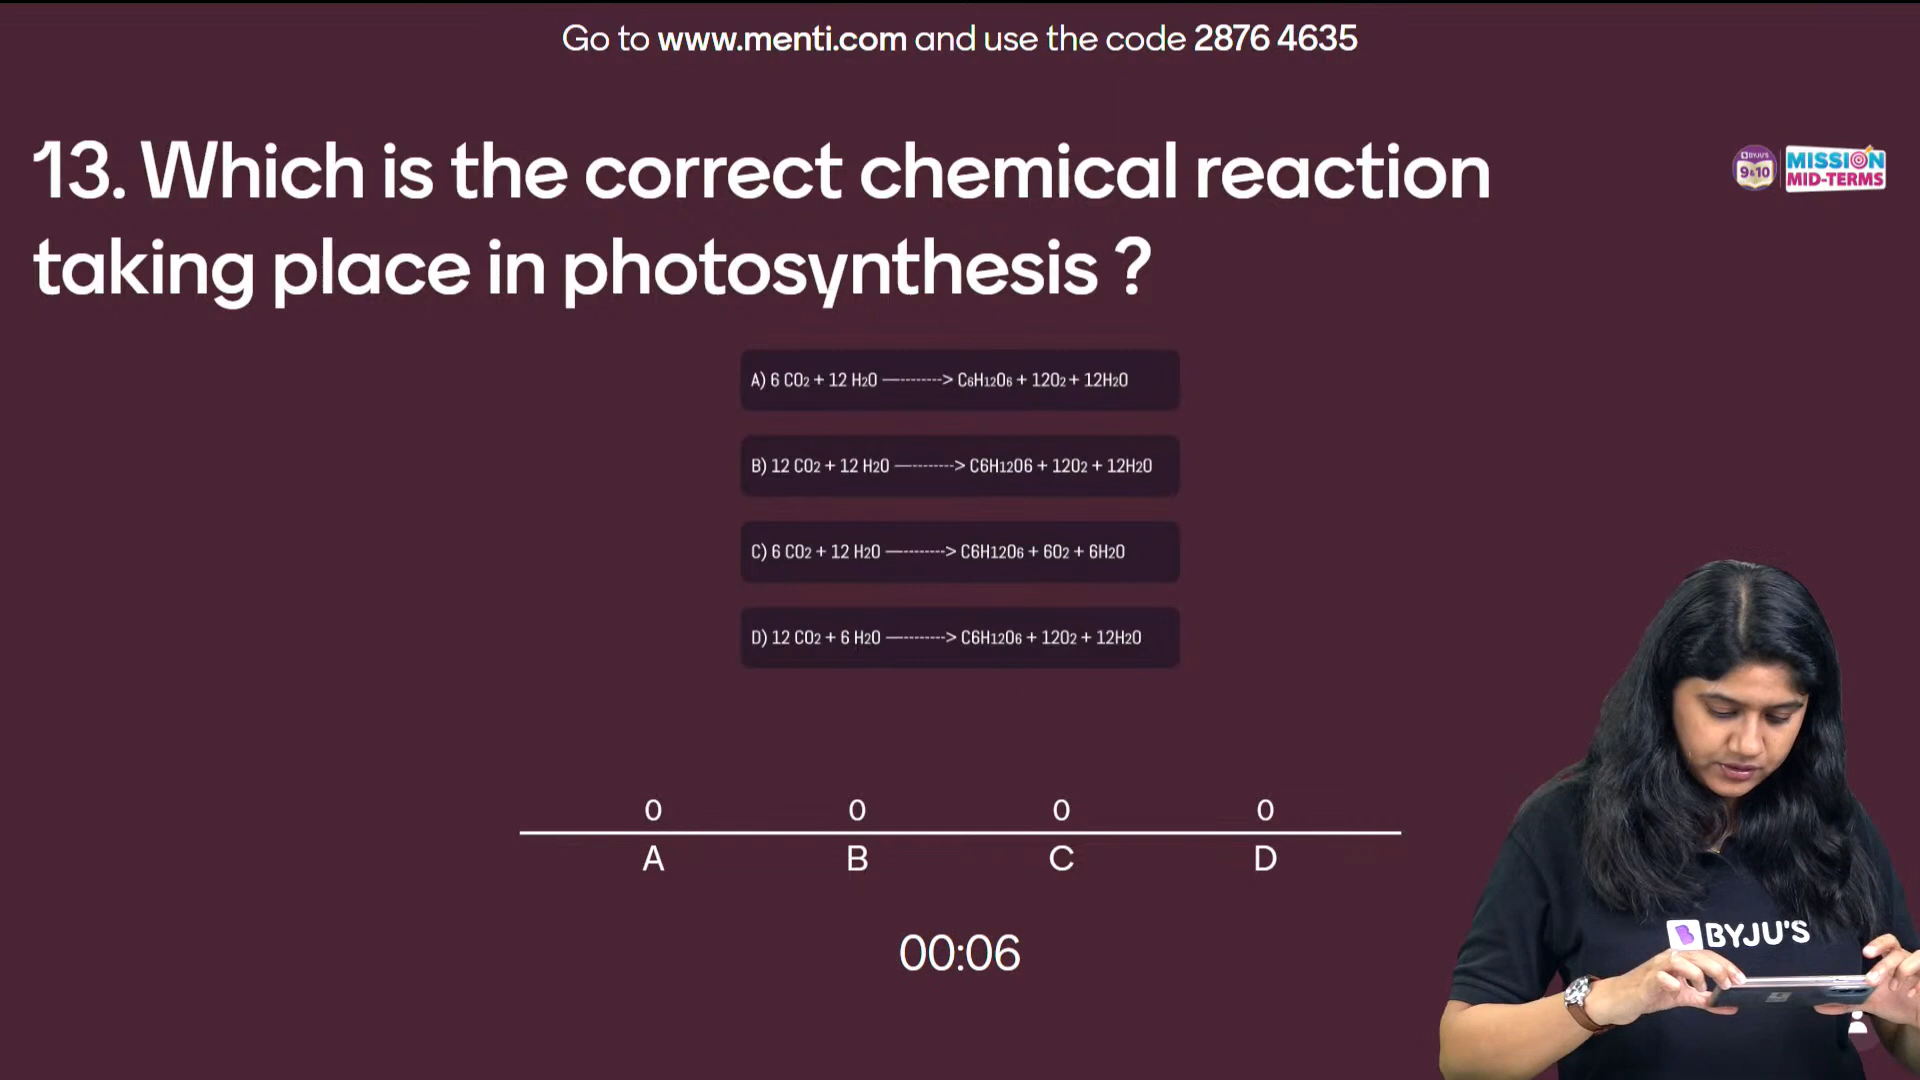 Go to www.menti.com and use the code 2876 4635
13. Which is the correct chemical reaction
taking place in photosynthesis ?
BYJU'S
9&10
MISSION
MID-TERMS
A) 6 CO₂ + 12 H₂O —---------> C₆H₁₂O₆ + 12O₂ + 12H₂O
B) 12 CO₂ + 12 H₂O —---------> C6H₁₂O6 + 12O₂ + 12H₂O
C) 6 CO₂ + 12 H₂O —---------> C6H12O₆ + 6O₂ + 6H₂O
D) 12 CO₂ + 6 H₂O —---------> C6H₁₂O₆ + 12O₂ + 12H₂O
0 0 0 0
A B C D
00:06
BYJU'S